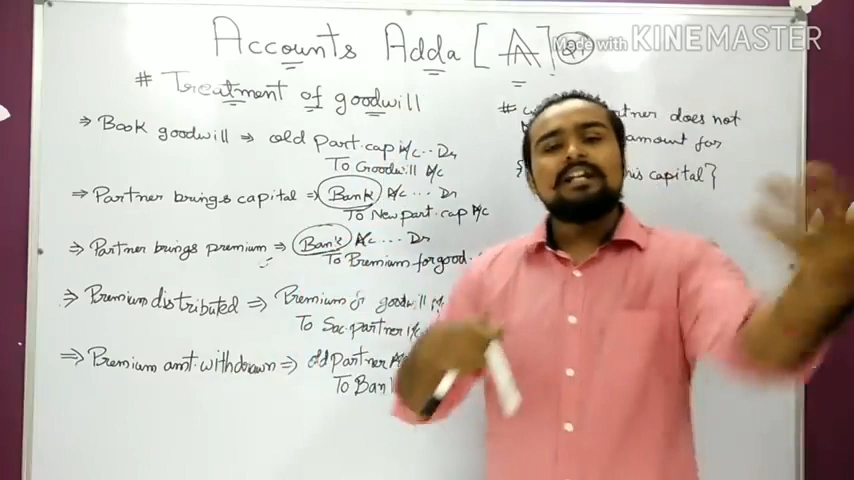 Accounts Adda [A] Q1
Made with KINEMASTER
# Treatment of goodwill
⇒ Book goodwill ⇒ old part. cap A/c .. Dr
To Goodwill A/c
⇒ Partner brings capital ⇒ Bank A/c ... Dr
To New part. cap A/c
⇒ Partner brings premium ⇒ Bank A/c ... Dr
To Premium for good.
⇒ Premium distributed ⇒ Premium goodwill A/c
To Sac. partner
⇒ Premium amt. withdrawn ⇒ old partner
To Ban
# partner does not
amount for
his capital}